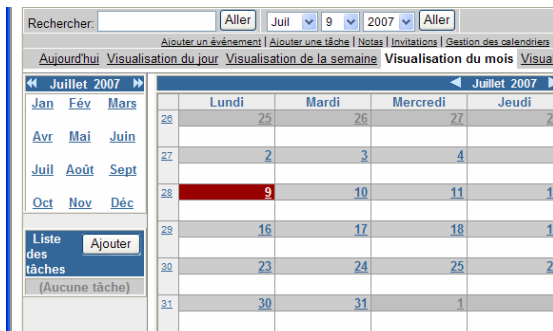 Rechercher: Aller Juil 9 2007 Aller
Ajouter un événement | Ajouter une tâche | Notas | Invitations | Gestion des calendriers
Aujourd'hui Visualisation du jour Visualisation de la semaine Visualisation du mois
Juillet 2007
Jan Fév Mars
Avr Mai Juin
Juil Août Sept
Oct Nov Déc
Liste des tâches Ajouter
(Aucune tâche)
Juillet 2007
Lundi Mardi Mercredi Jeudi
26 25 26 27
27 2 3 4
28 9 10 11
29 16 17 18
30 23 24 25
31 30 31 1